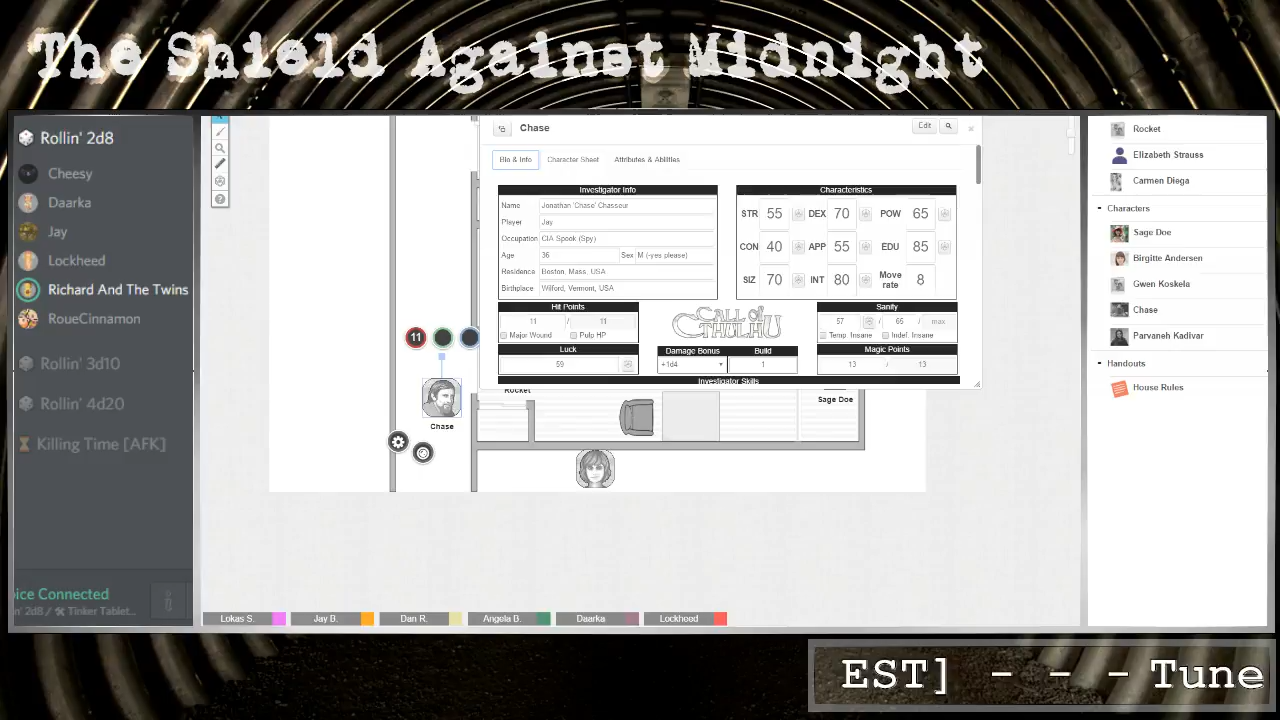 The Shield Against Midnight
Rollin' 2d8
Cheesy
Daarka
Jay
Lockheed
Richard And The Twins
RoueCinnamon
Rollin' 3d10
Rollin' 4d20
Killing Time [AFK]
oice Connected
n' 2d8 / Tinker Tablet...
Chase
Edit
Bio & Info
Character Sheet
Attributes & Abilities
Investigator Info
Name Jonathan 'Chase' Chasseur
Player Jay
Occupation CIA Spook (Spy)
Age 36 Sex M (-yes please)
Residence Boston, Mass, USA
Birthplace Wilford, Vermont, USA
Characteristics
STR 55 DEX 70 POW 65
CON 40 APP 55 EDU 85
SIZ 70 INT 80 Move rate 8
Hit Points
11 / 11
Major Wound Pulp HP
Luck
59
CALL OF CTHULHU
Damage Bonus Build
+1d4 1
Sanity
57 / 65 / max
Temp. Insane Indef. Insane
Magic Points
13 / 13
Investigator Skills
11
Rocket
Chase
Sage Doe
Rocket
Elizabeth Strauss
Carmen Diega
Characters
Sage Doe
Birgitte Andersen
Gwen Koskela
Chase
Parvaneh Kadivar
Handouts
House Rules
Lokas S.
Jay B.
Dan R.
Angela B.
Daarka
Lockheed
EST] - - - Tune